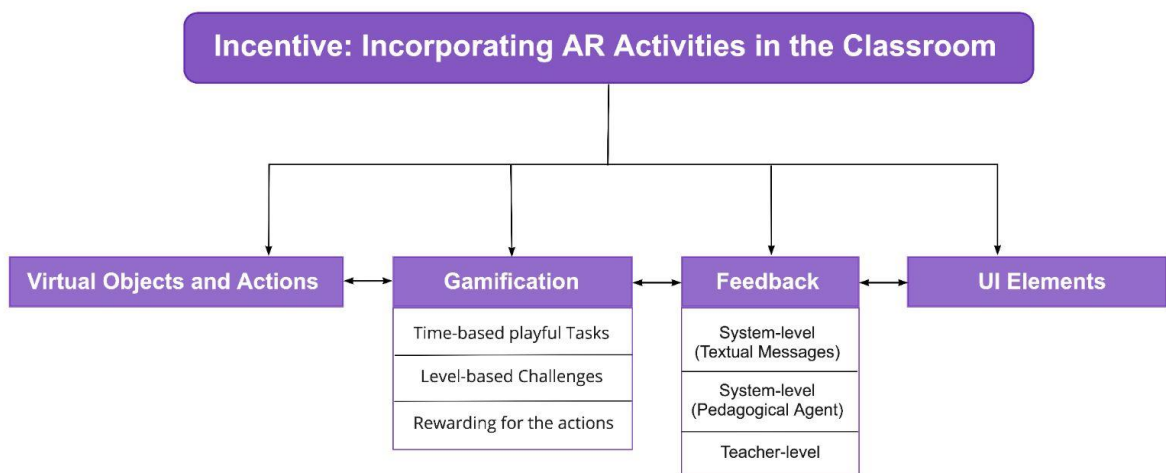 Incentive: Incorporating AR Activities in the Classroom
Virtual Objects and Actions
Gamification
Time-based playful Tasks
Level-based Challenges
Rewarding for the actions
Feedback
System-level
(Textual Messages)
System-level
(Pedagogical Agent)
Teacher-level
UI Elements